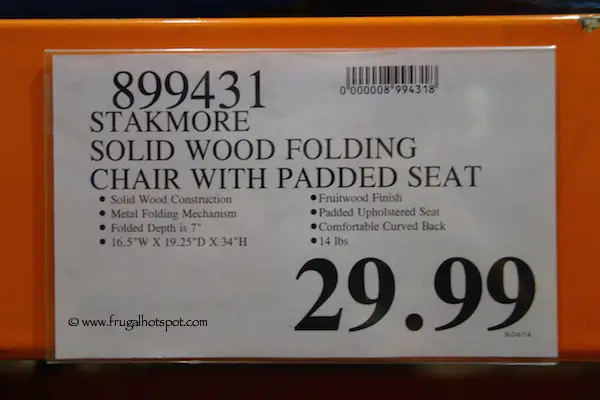 899431
0 000008 994318
STAKMORE
SOLID WOOD FOLDING
CHAIR WITH PADDED SEAT
• Solid Wood Construction
• Metal Folding Mechanism
• Folded Depth is 7"
• 16.5"W X 19.25"D X 34"H
• Fruitwood Finish
• Padded Upholstered Seat
• Comfortable Curved Back
• 14 lbs
29.99
© www.frugalhotspot.com